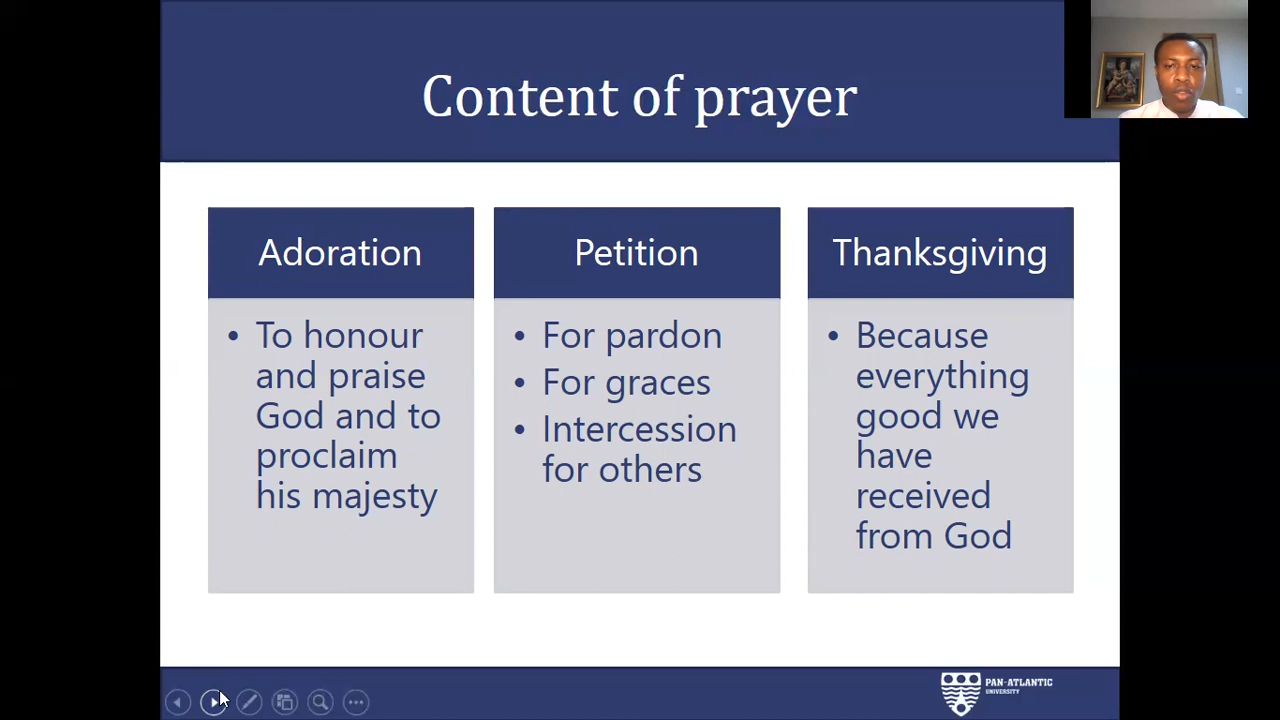 Content of prayer
Adoration
• To honour
and praise
God and to
proclaim
his majesty
Petition
• For pardon
• For graces
• Intercession
for others
Thanksgiving
• Because
everything
good we
have
received
from God
PAN-ATLANTIC
UNIVERSITY